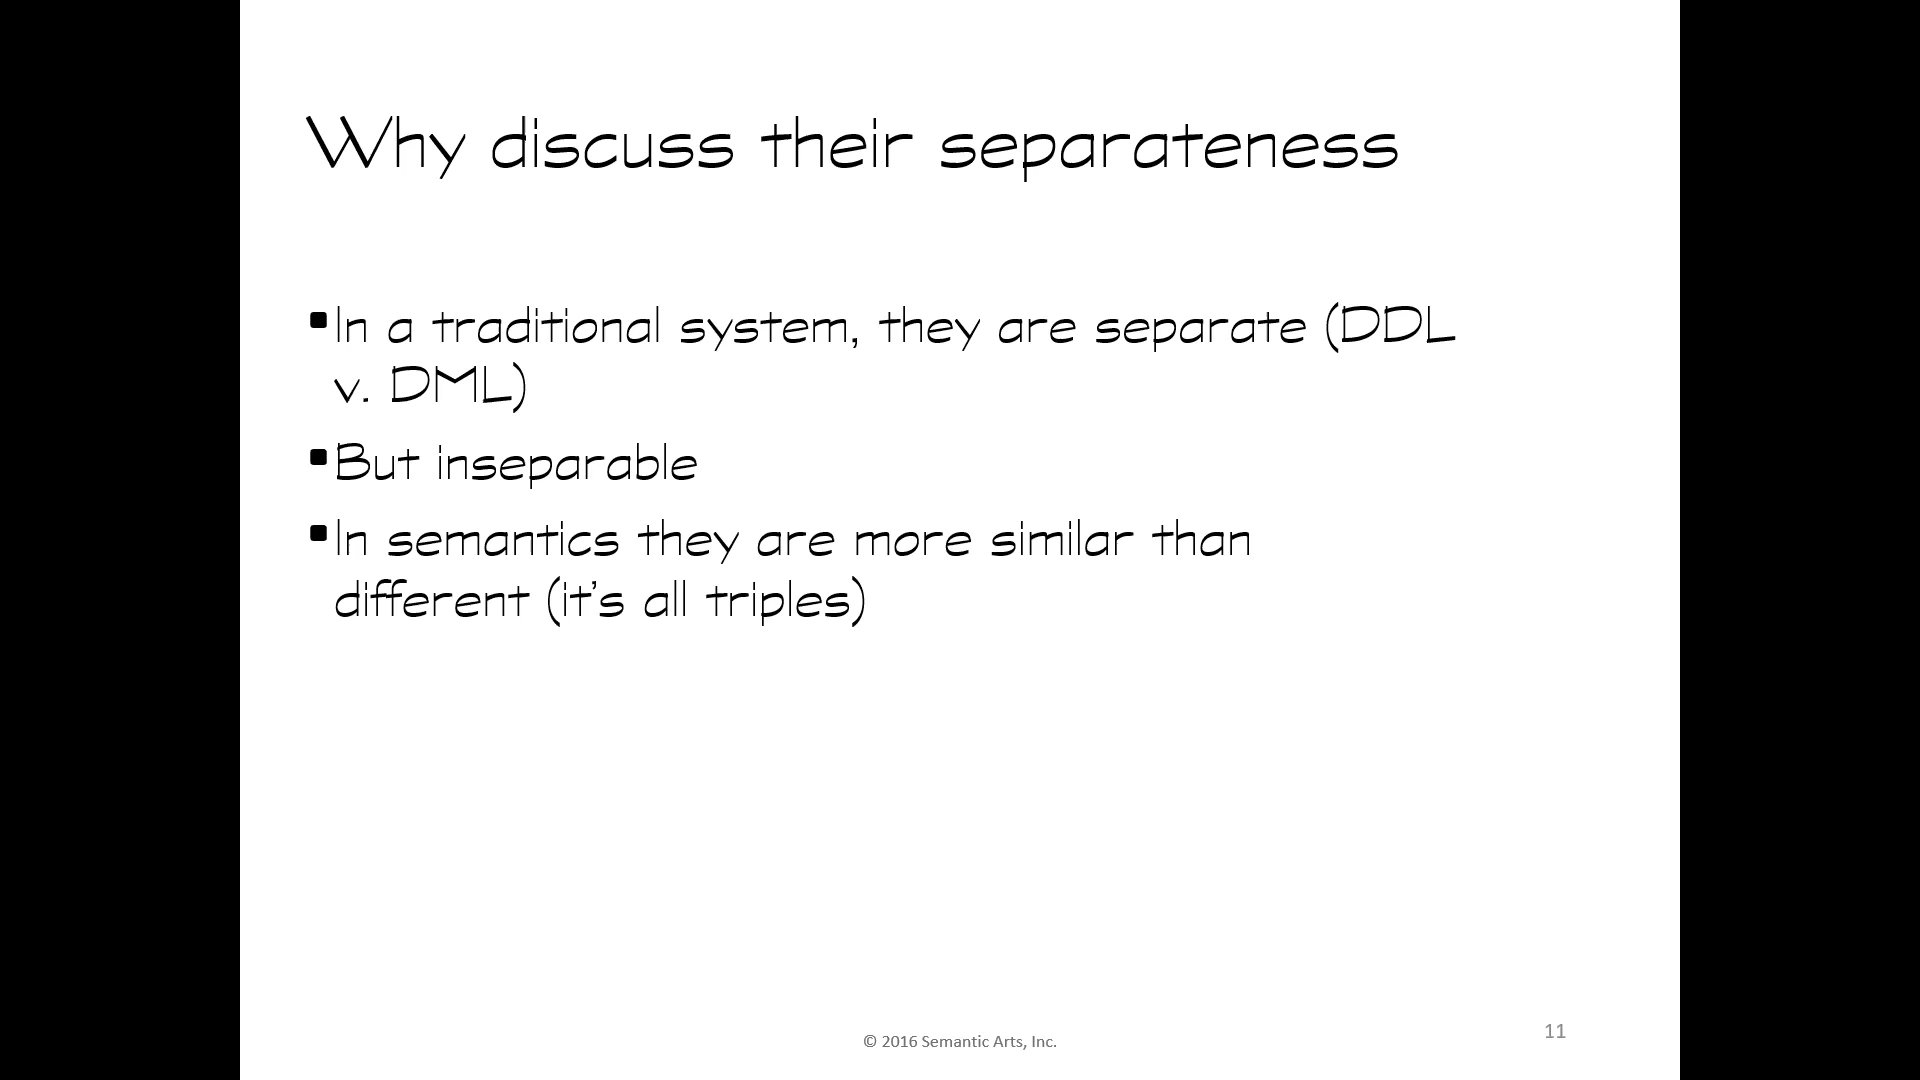 Why discuss their separateness
▪In a traditional system, they are separate (DDL
v. DML)
▪But inseparable
▪In semantics they are more similar than
different (it’s all triples)
© 2016 Semantic Arts, Inc.
11